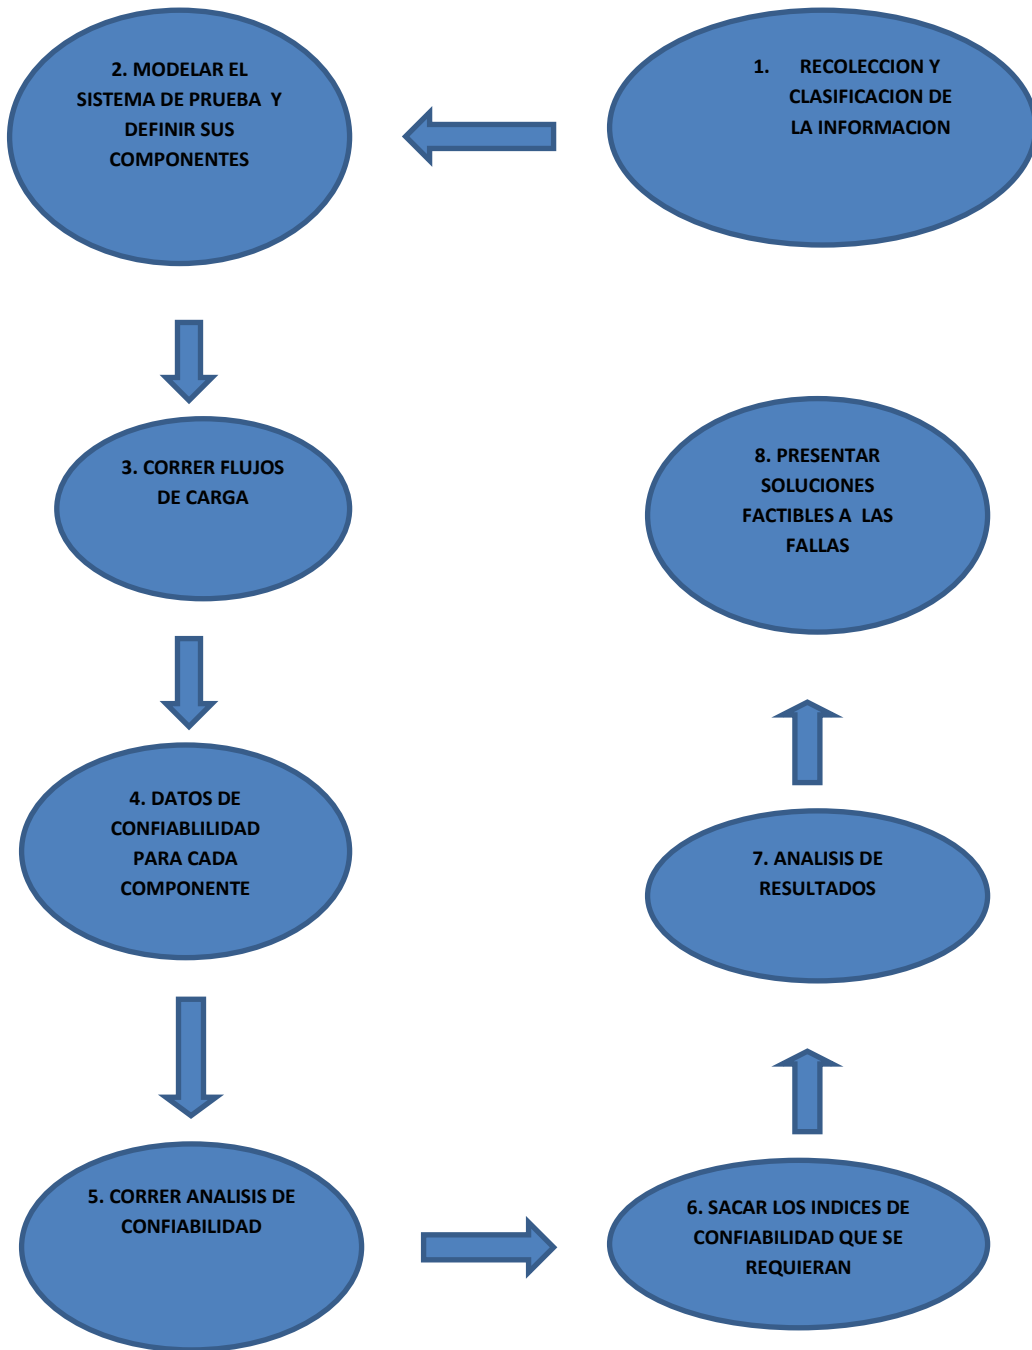 1. RECOLECCION Y
CLASIFICACION DE
LA INFORMACION
2. MODELAR EL
SISTEMA DE PRUEBA Y
DEFINIR SUS
COMPONENTES
3. CORRER FLUJOS
DE CARGA
4. DATOS DE
CONFIABLILIDAD
PARA CADA
COMPONENTE
5. CORRER ANALISIS DE
CONFIABILIDAD
6. SACAR LOS INDICES DE
CONFIABILIDAD QUE SE
REQUIERAN
7. ANALISIS DE
RESULTADOS
8. PRESENTAR
SOLUCIONES
FACTIBLES A LAS
FALLAS